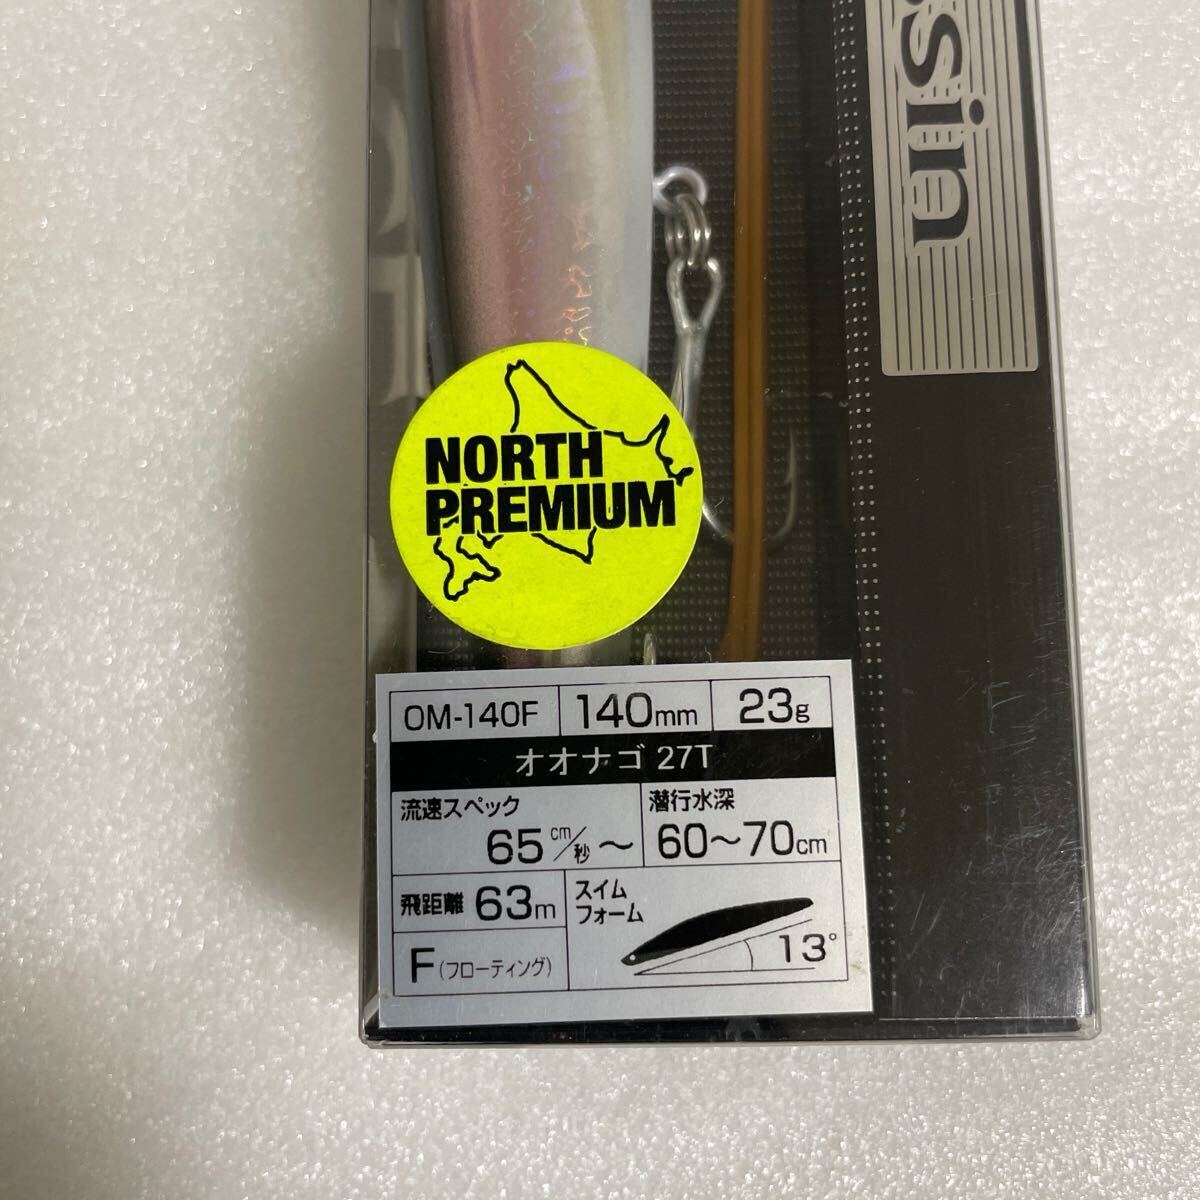 sin
NORTH
PREMIUM
OM-140F 140mm 23g
オオナゴ 27T
流速スペック
65cm/秒～
潜行水深
60～70cm
飛距離 63m
F(フローティング)
スイム
フォーム
13°